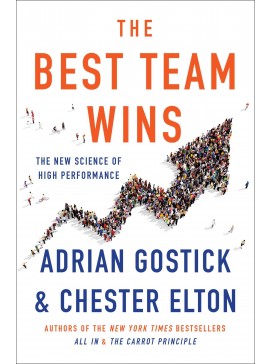 THE
BEST TEAM
WINS
THE NEW SCIENCE OF
HIGH PERFORMANCE
ADRIAN GOSTICK
& CHESTER ELTON
AUTHORS OF THE NEW YORK TIMES BESTSELLERS
ALL IN & THE CARROT PRINCIPLE